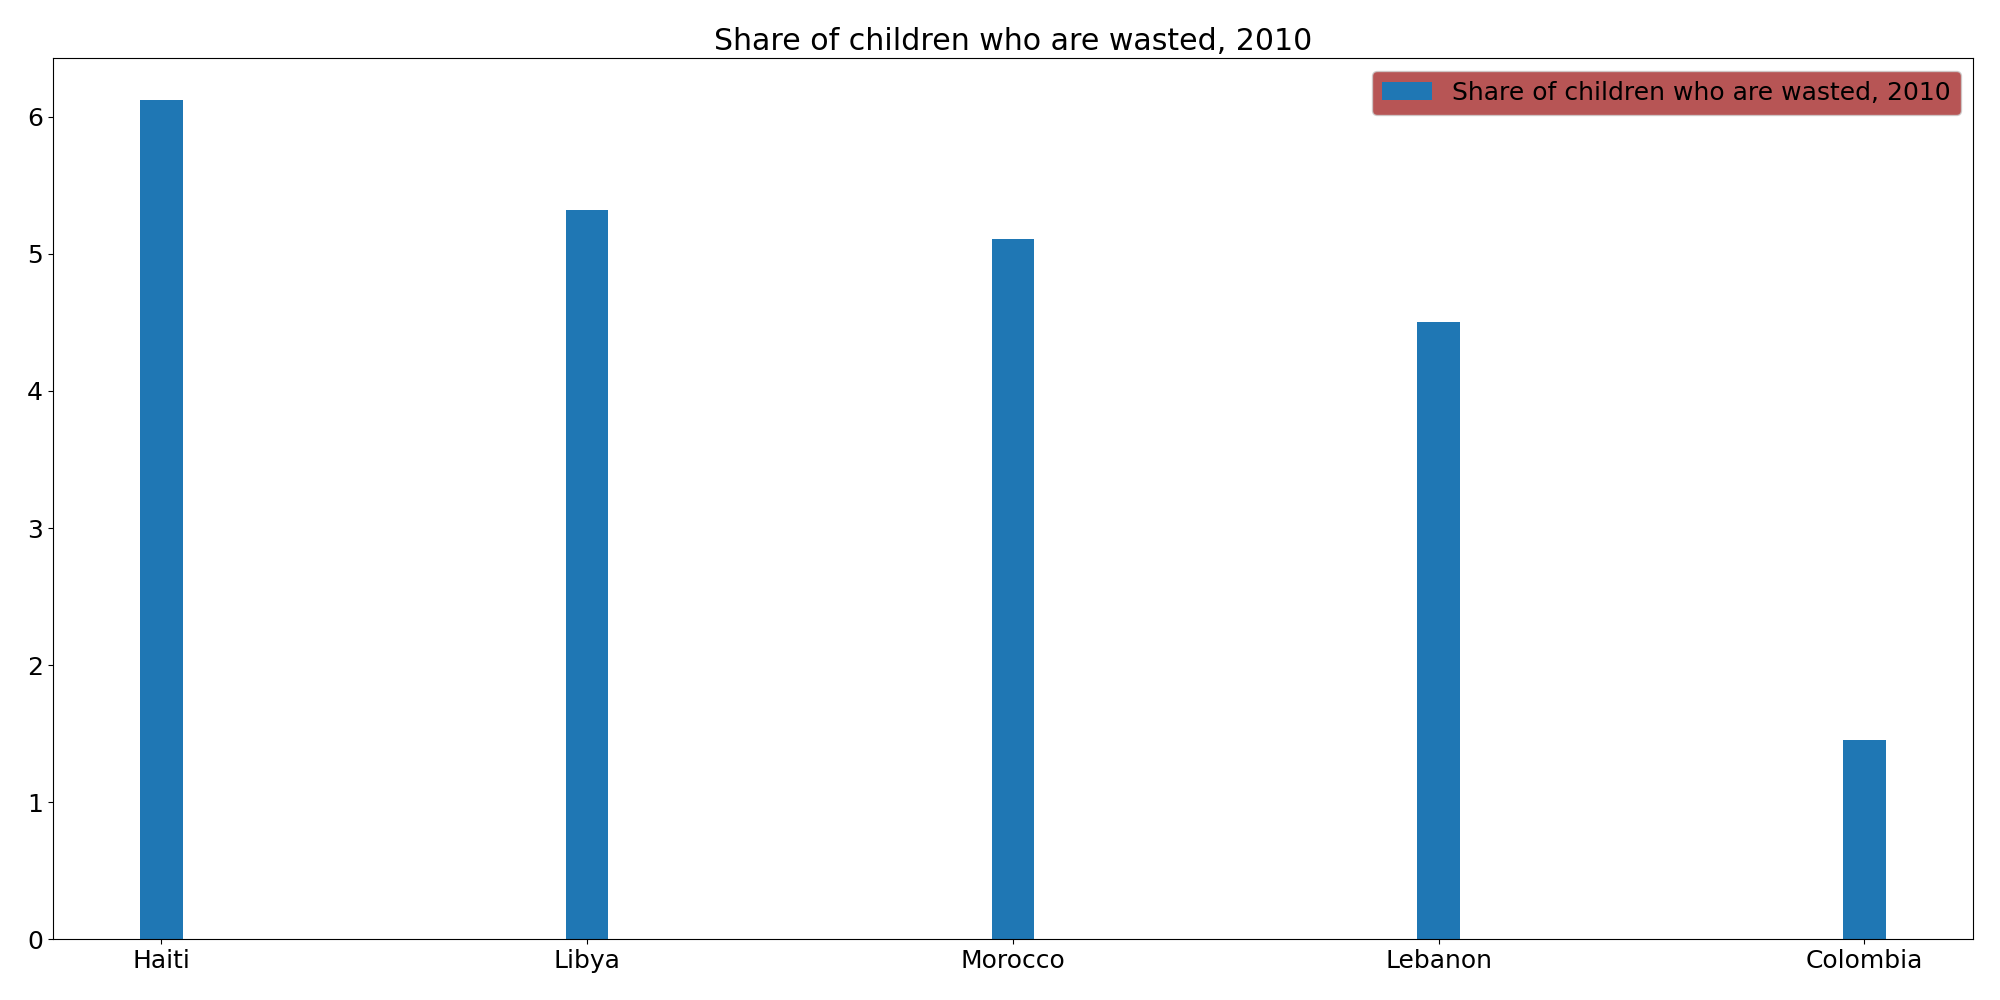 Share of children who are wasted, 2010
Share of children who are wasted, 2010
6
5
4
3
2
1
0
Haiti Libya Morocco Lebanon Colombia